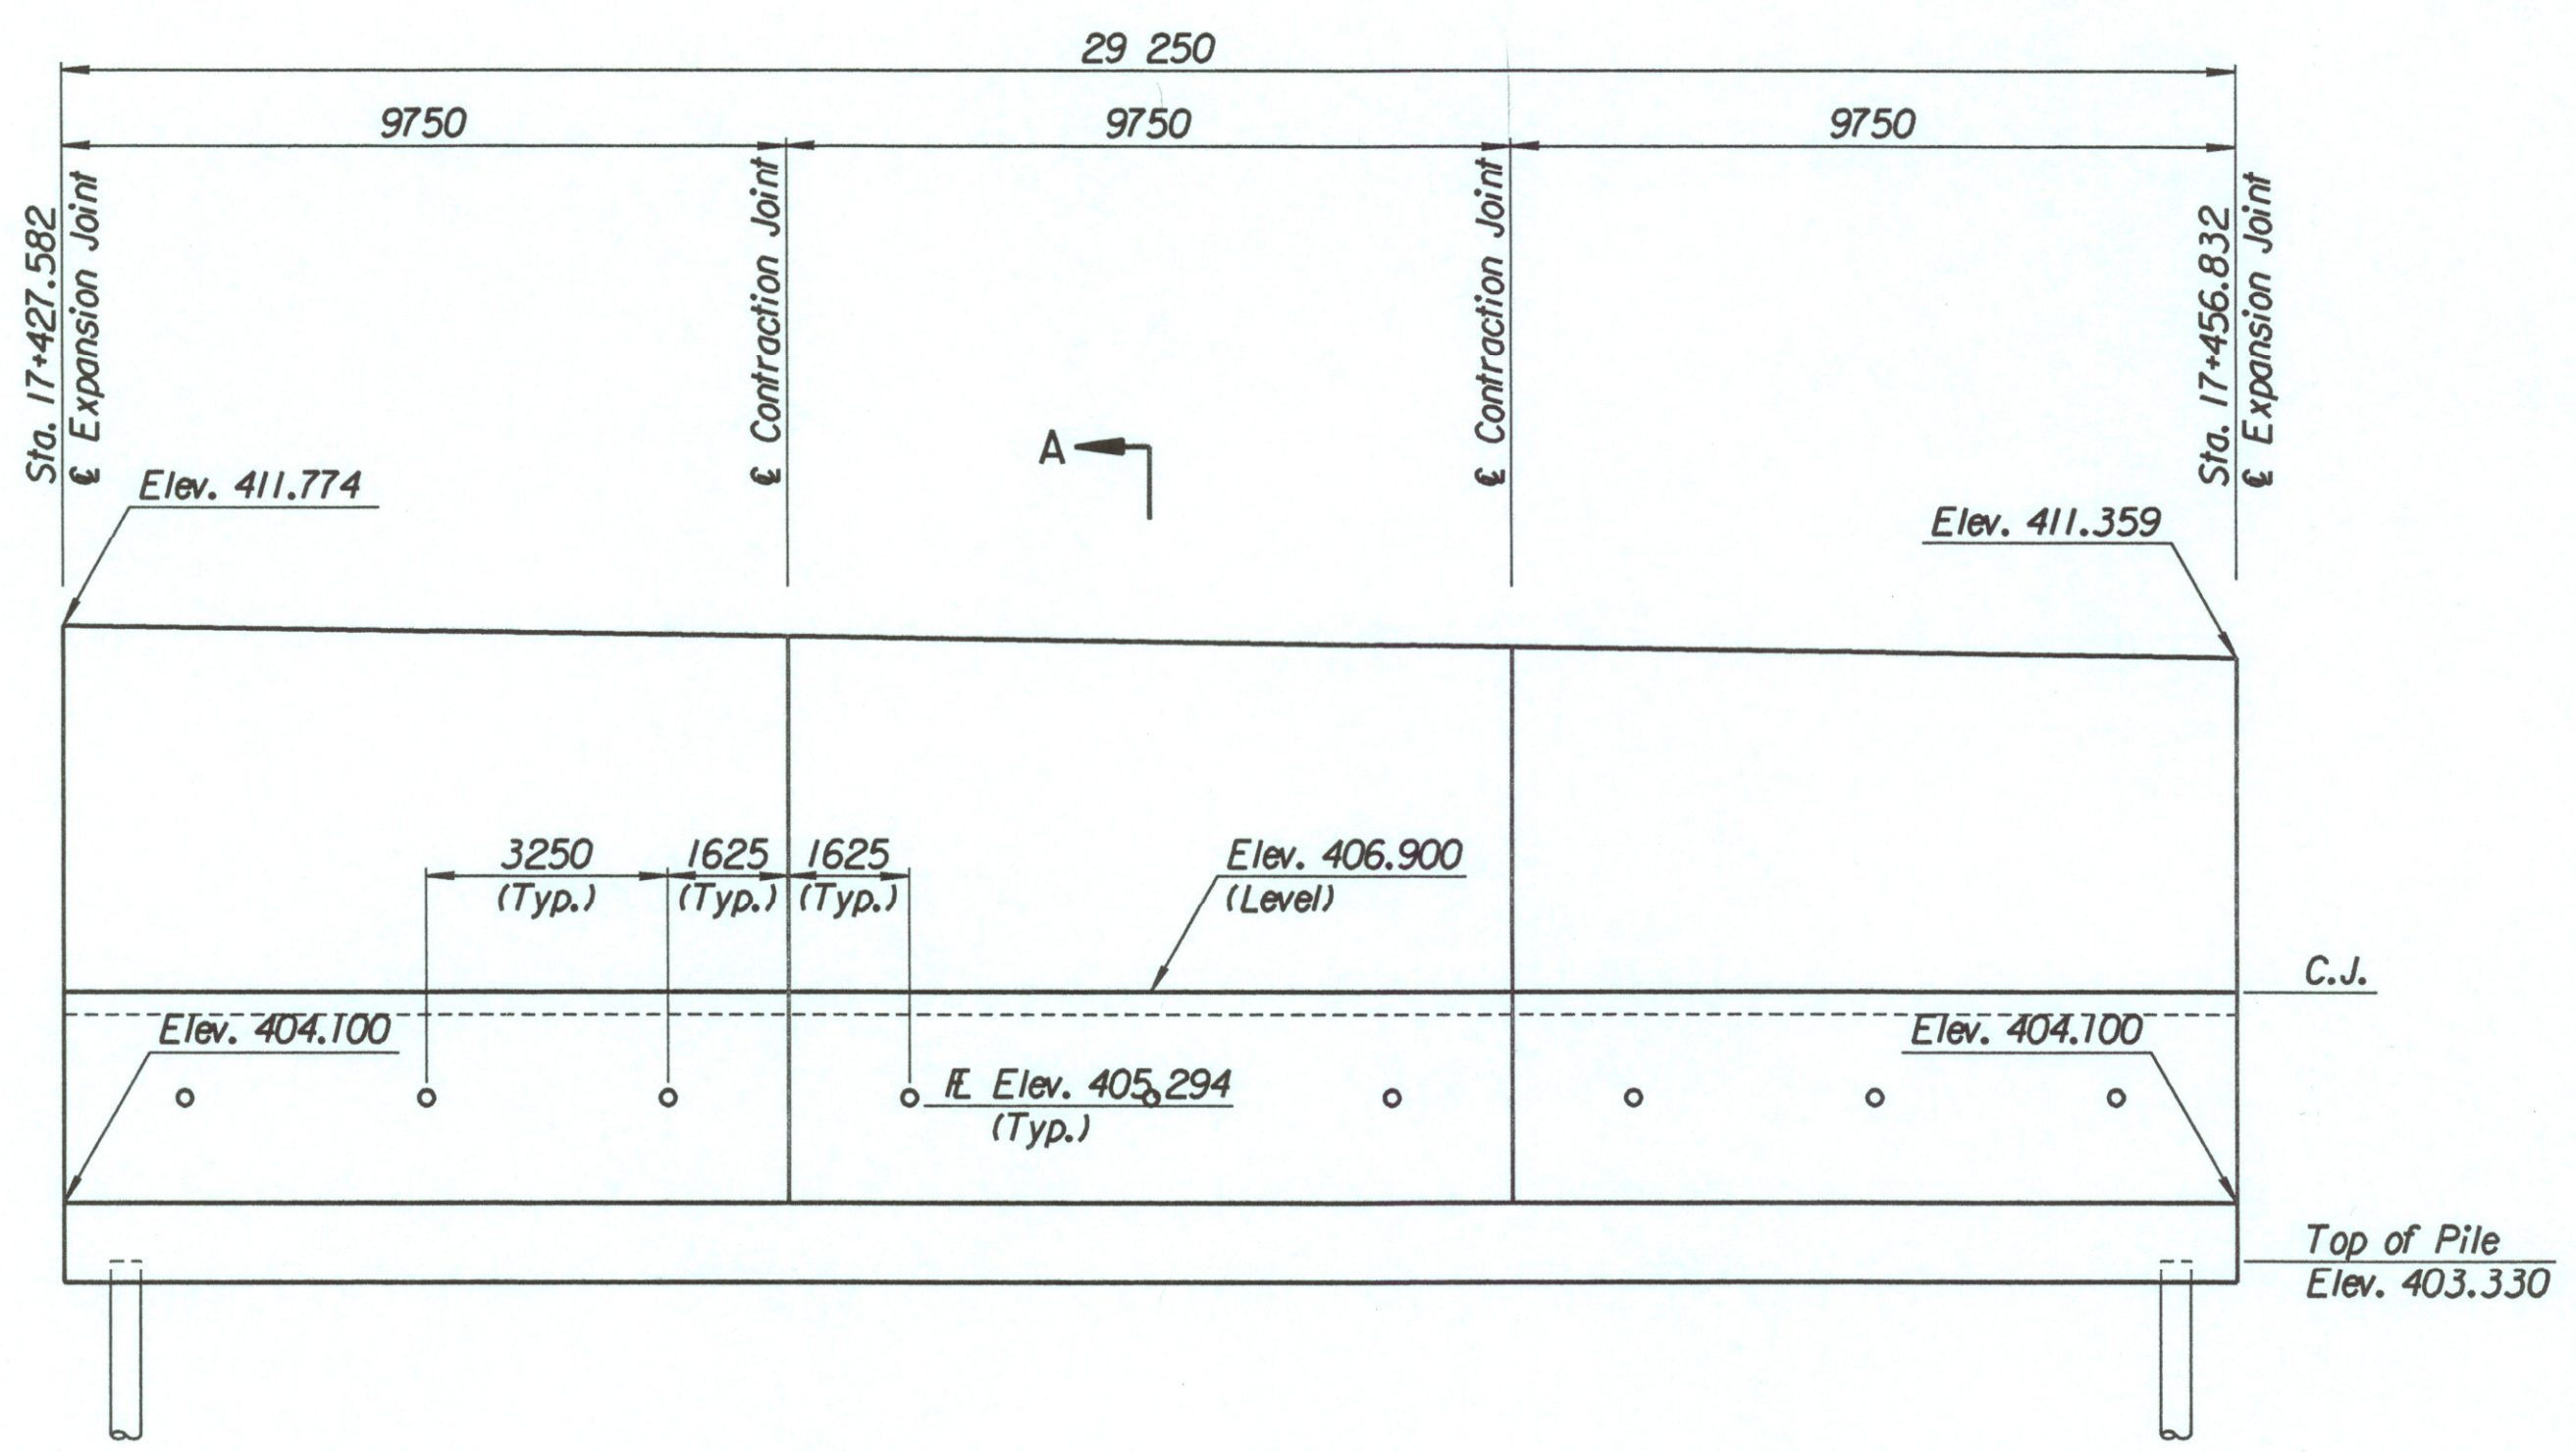 29 250
9750
9750
9750
Sta. 17+427.582
℄ Expansion Joint
℄ Contraction Joint
℄ Contraction Joint
Sta. 17+456.832
℄ Expansion Joint
A
Elev. 411.774
Elev. 411.359
3250
(Typ.)
1625
(Typ.)
1625
(Typ.)
Elev. 406.900
(Level)
C.J.
Elev. 404.100
Elev. 404.100
Elev. 405.294
(Typ.)
Top of Pile
Elev. 403.330